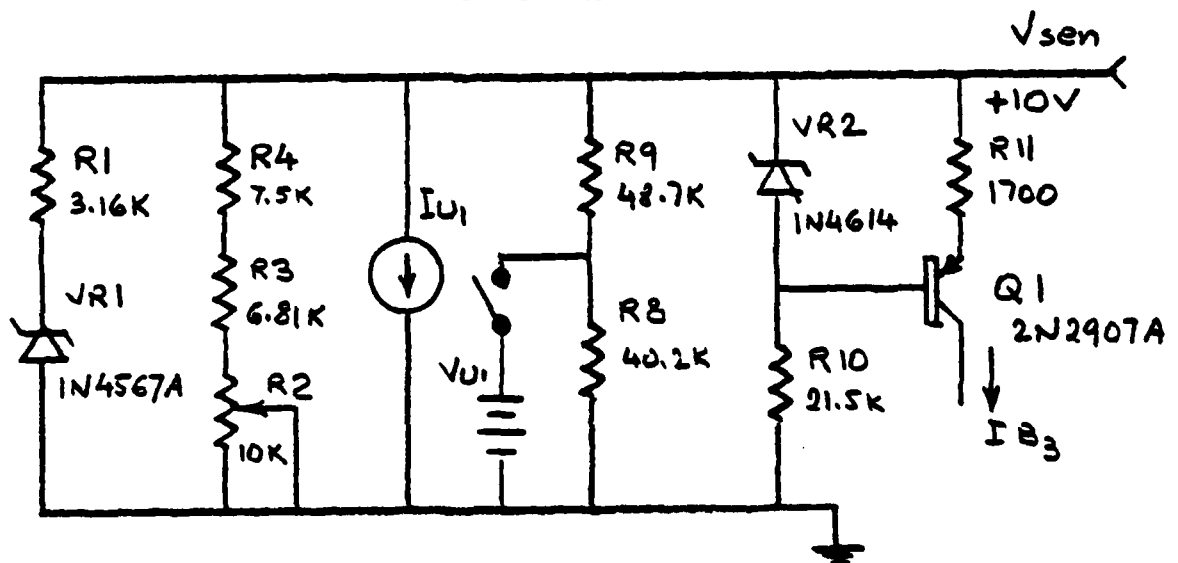 Vsen
+10V
R1
3.16K
VR1
1N4567A
R4
7.5K
R3
6.81K
R2
10K
IU1
R9
48.7K
VU1
R8
40.2K
VR2
1N4614
R10
21.5K
R11
1700
Q1
2N2907A
IB3